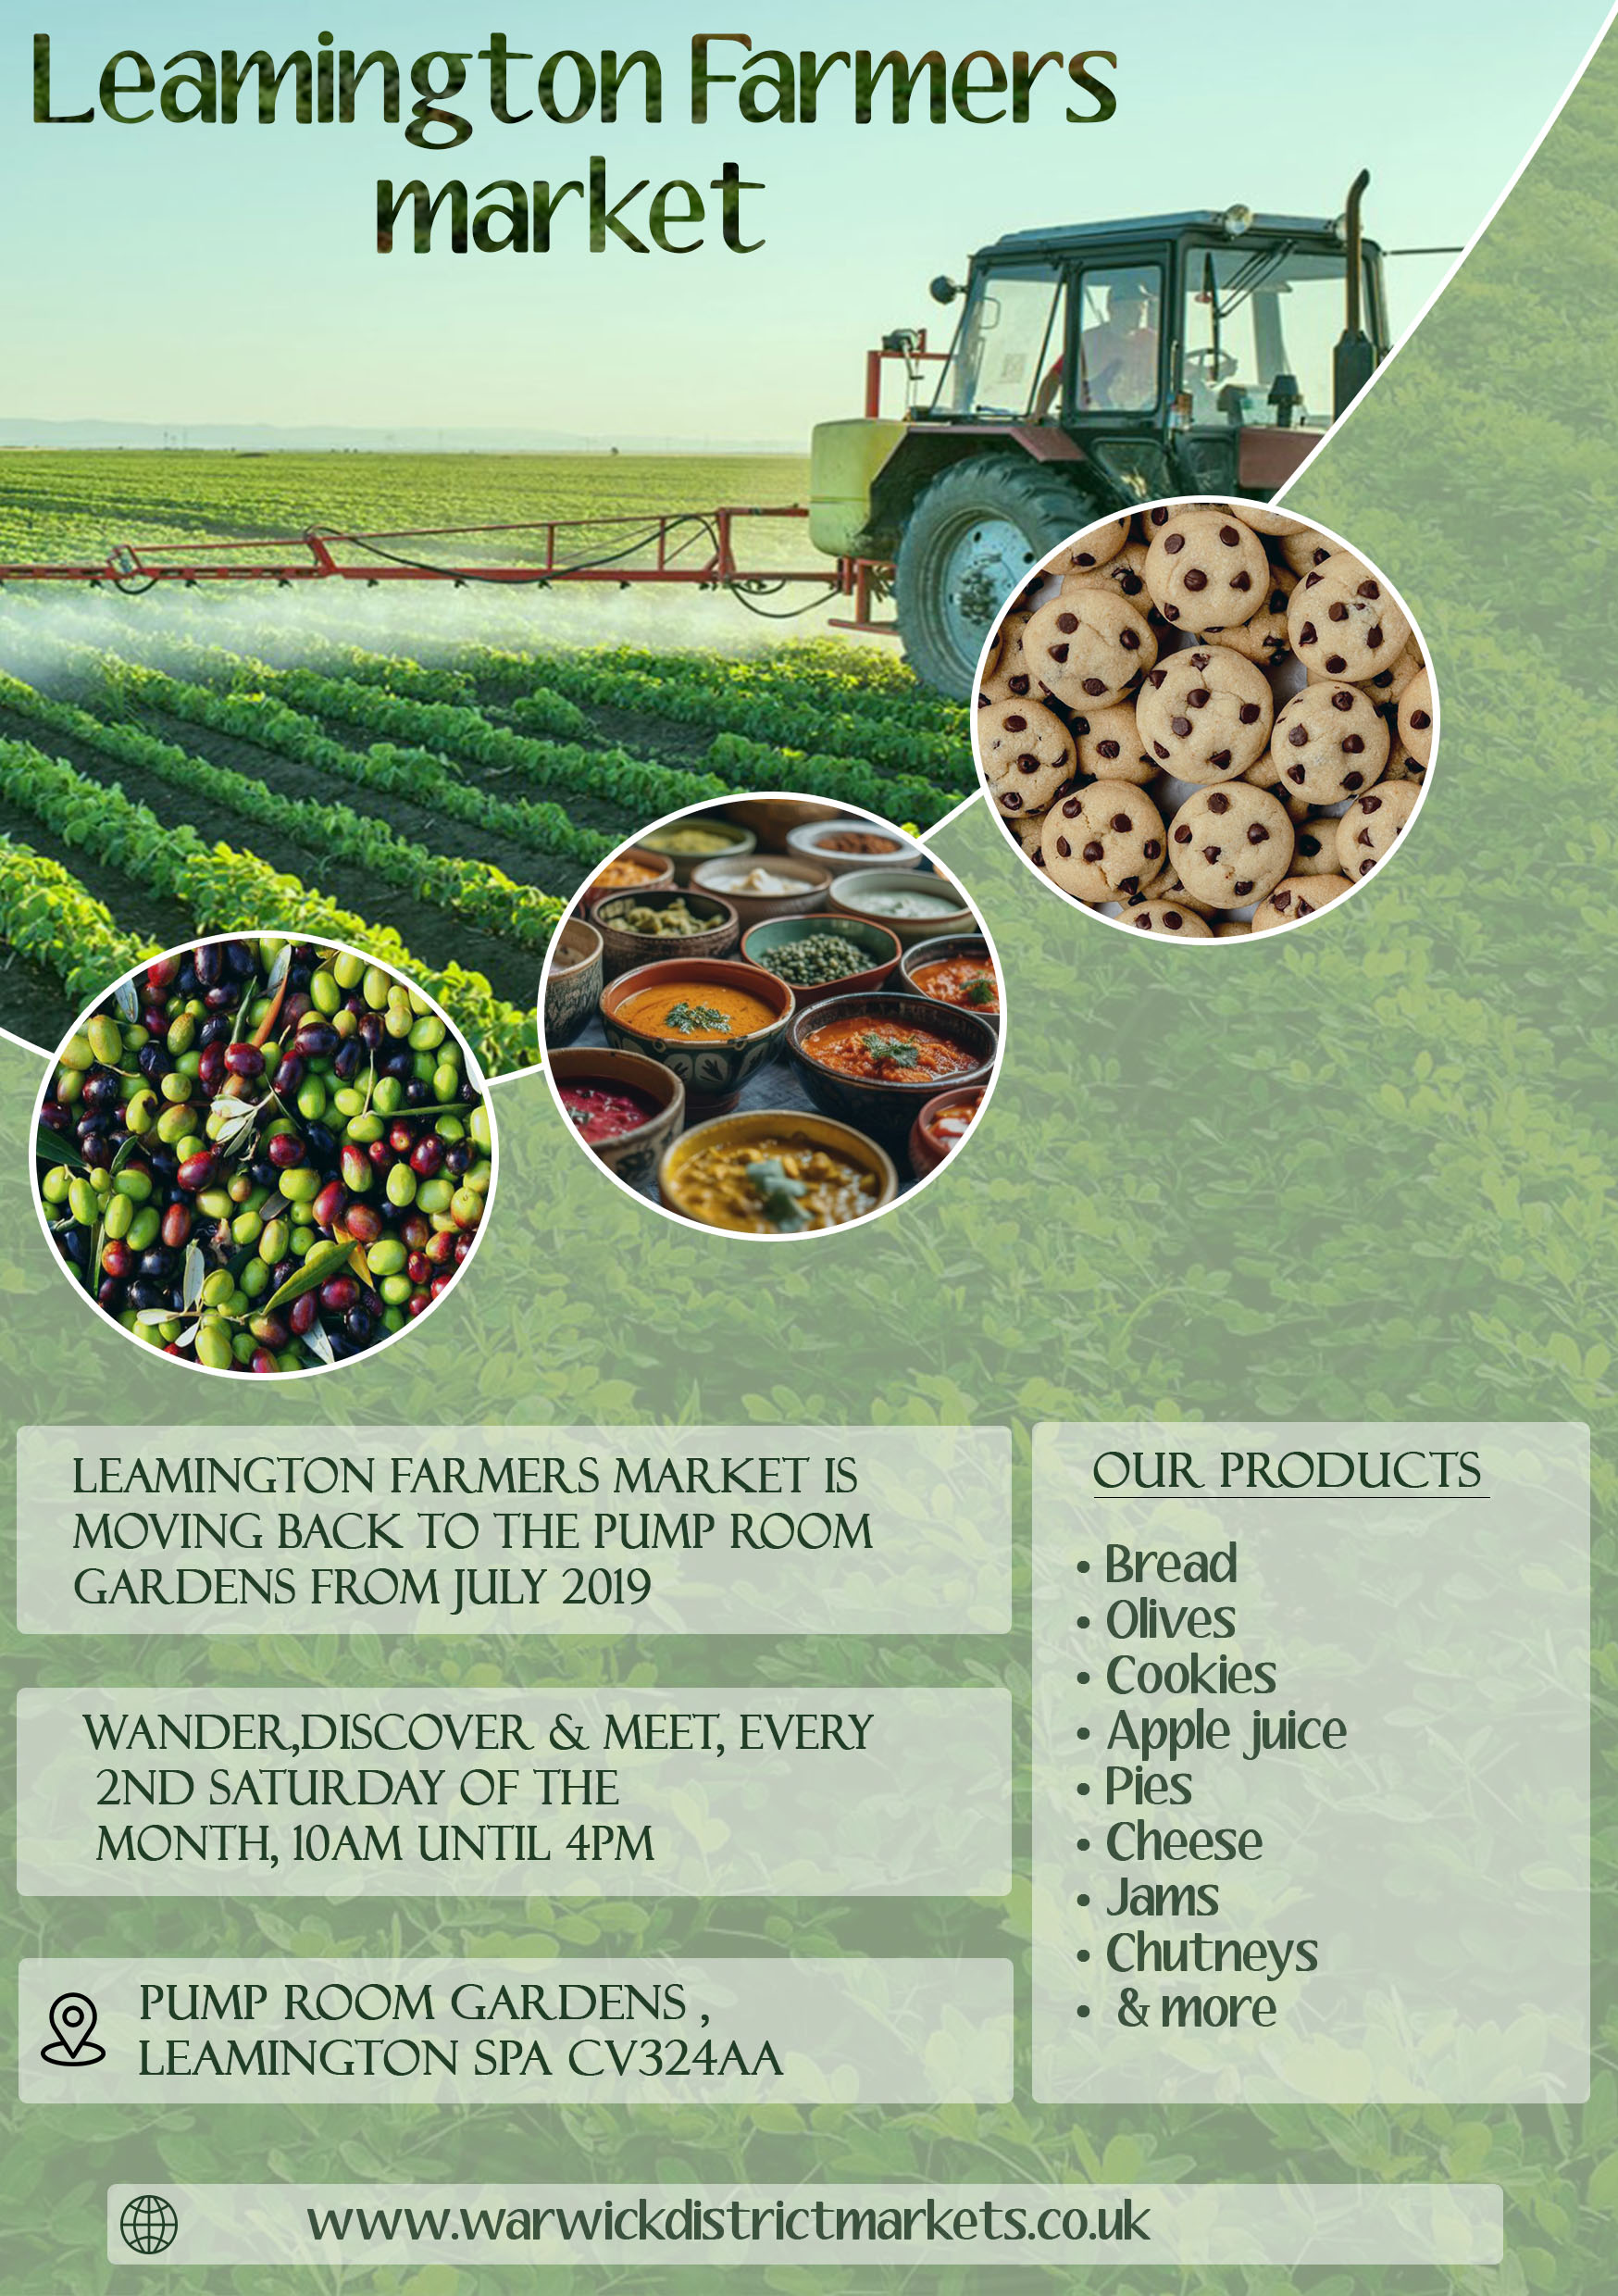 Leamington Farmers
market
LEAMINGTON FARMERS MARKET IS
MOVING BACK TO THE PUMP ROOM
GARDENS FROM JULY 2019
WANDER,DISCOVER & MEET, EVERY
2ND SATURDAY OF THE
MONTH, 10AM UNTIL 4PM
PUMP ROOM GARDENS ,
LEAMINGTON SPA CV324AA
OUR PRODUCTS
• Bread
• Olives
• Cookies
• Apple juice
• Pies
• Cheese
• Jams
• Chutneys
• & more
www.warwickdistrictmarkets.co.uk